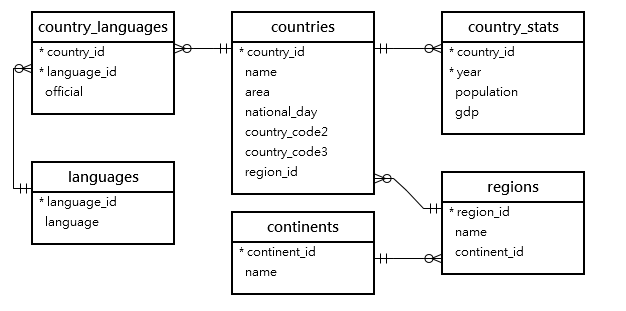 country_languages
* country_id
* language_id
official
countries
* country_id
name
area
national_day
country_code2
country_code3
region_id
country_stats
* country_id
* year
population
gdp
languages
* language_id
language
continents
* continent_id
name
regions
* region_id
name
continent_id